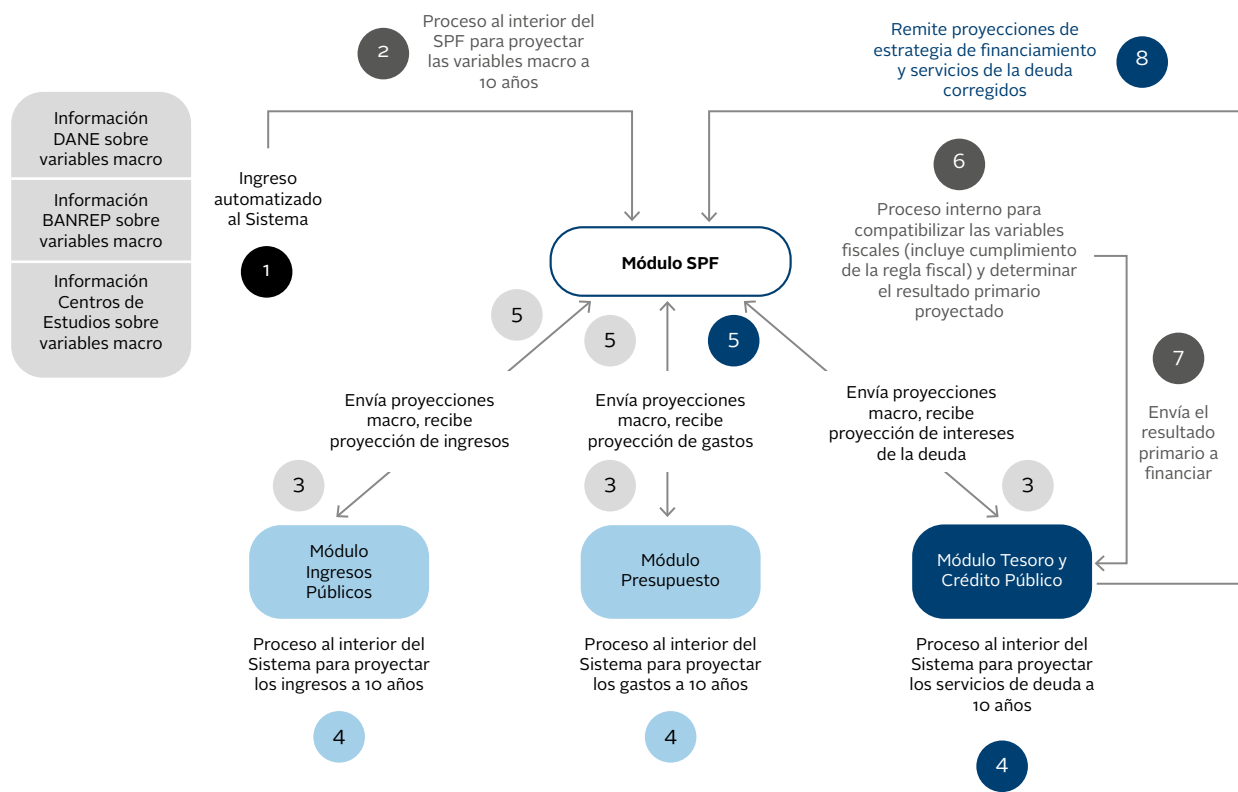 2
Proceso al interior del
SPF para proyectar
las variables macro a
10 años
Remite proyecciones de
estrategia de financiamiento
y servicios de la deuda
corregidos
8
Información
DANE sobre
variables macro
Información
BANREP sobre
variables macro
Información
Centros de
Estudios sobre
variables macro
Ingreso
automatizado
al Sistema
1
Módulo SPF
6
Proceso interno para
compatibilizar las variables
fiscales (incluye cumplimiento
de la regla fiscal) y determinar
el resultado primario
proyectado
5
5
5
7
Envía el
resultado
primario a
financiar
Envía proyecciones
macro, recibe
proyección de ingresos
Envía proyecciones
macro, recibe
proyección de gastos
Envía proyecciones
macro, recibe
proyección de intereses
de la deuda
3
3
3
Módulo
Ingresos
Públicos
Módulo
Presupuesto
Módulo Tesoro y
Crédito Público
Proceso al interior del
Sistema para proyectar
los ingresos a 10 años
Proceso al interior del
Sistema para proyectar
los gastos a 10 años
Proceso al interior del
Sistema para proyectar
los servicios de deuda a
10 años
4
4
4